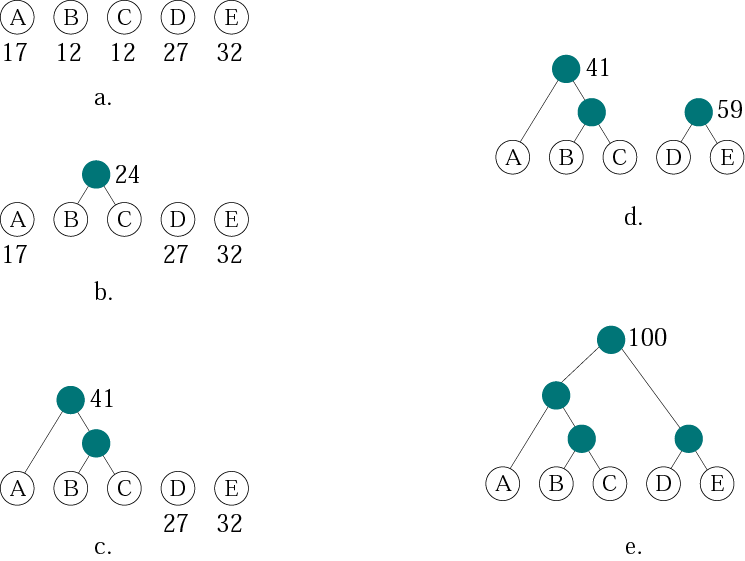 A B C D E
17 12 12 27 32
a.
24
A B C D E
17 27 32
b.
41
A B C D E
27 32
c.
41
59
A B C D E
d.
100
A B C D E
e.